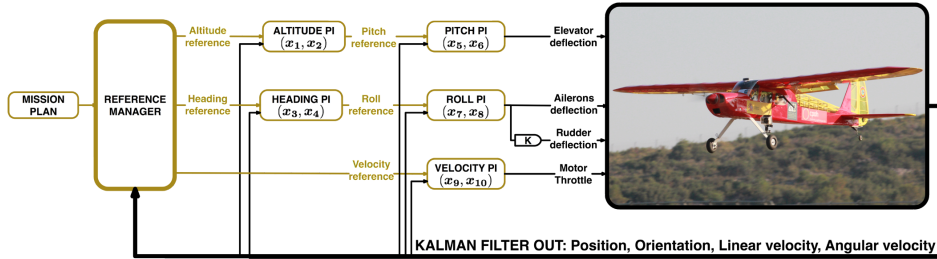 MISSION
PLAN
REFERENCE
MANAGER
Altitude
reference
ALTITUDE PI
(x1, x2)
Pitch
reference
PITCH PI
(x5, x6)
Elevator
deflection
Heading
reference
HEADING PI
(x3, x4)
Roll
reference
ROLL PI
(x7, x8)
Ailerons
deflection
K
Rudder
deflection
Velocity
reference
VELOCITY PI
(x9, x10)
Motor
Throttle
KALMAN FILTER OUT: Position, Orientation, Linear velocity, Angular velocity